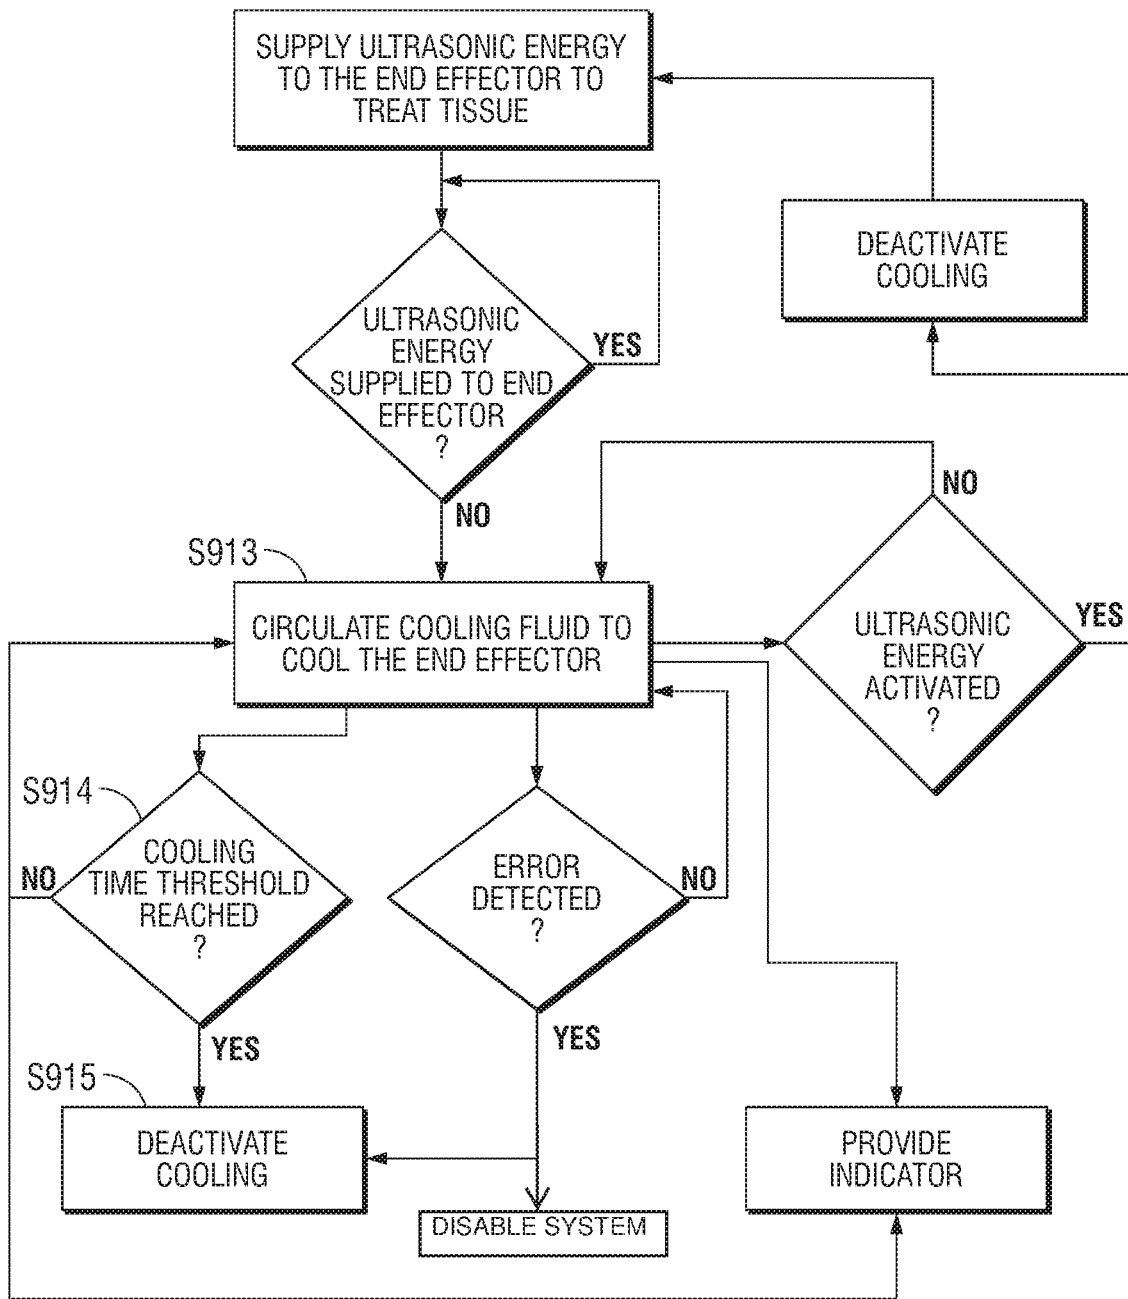 SUPPLY ULTRASONIC ENERGY
TO THE END EFFECTOR TO
TREAT TISSUE
DEACTIVATE
COOLING
ULTRASONIC
ENERGY
SUPPLIED TO END
EFFECTOR
?
YES
NO
NO
S913
CIRCULATE COOLING FLUID TO
COOL THE END EFFECTOR
ULTRASONIC
ENERGY
ACTIVATED
?
YES
S914
COOLING
TIME THRESHOLD
REACHED
?
NO
YES
ERROR
DETECTED
?
NO
YES
S915
DEACTIVATE
COOLING
DISABLE SYSTEM
PROVIDE
INDICATOR